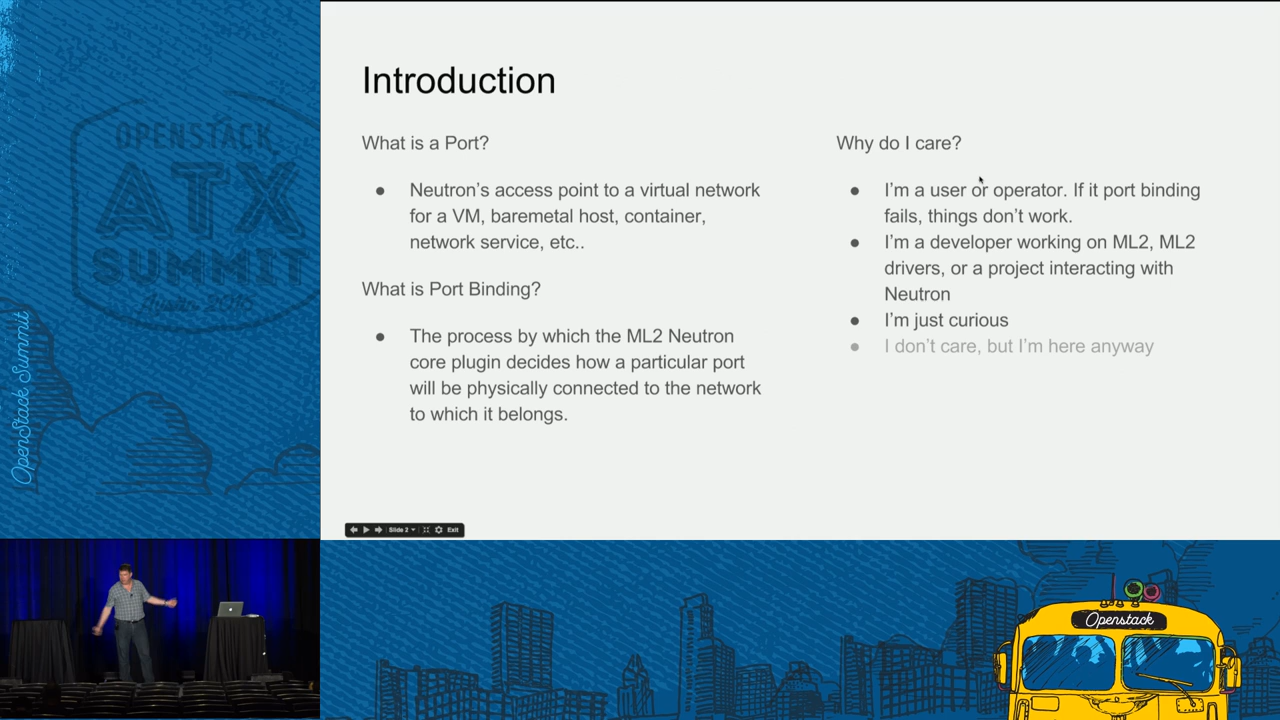 OPENSTACK
ATX
SUMMIT
Austin 2016
OpenStack Summit
Introduction
What is a Port?
● Neutron's access point to a virtual network
for a VM, baremetal host, container,
network service, etc..
What is Port Binding?
● The process by which the ML2 Neutron
core plugin decides how a particular port
will be physically connected to the network
to which it belongs.
Why do I care?
● I'm a user or operator. If it port binding
fails, things don't work.
● I'm a developer working on ML2, ML2
drivers, or a project interacting with
Neutron
● I'm just curious
● I don't care, but I'm here anyway
Slide 2
Exit
Openstack